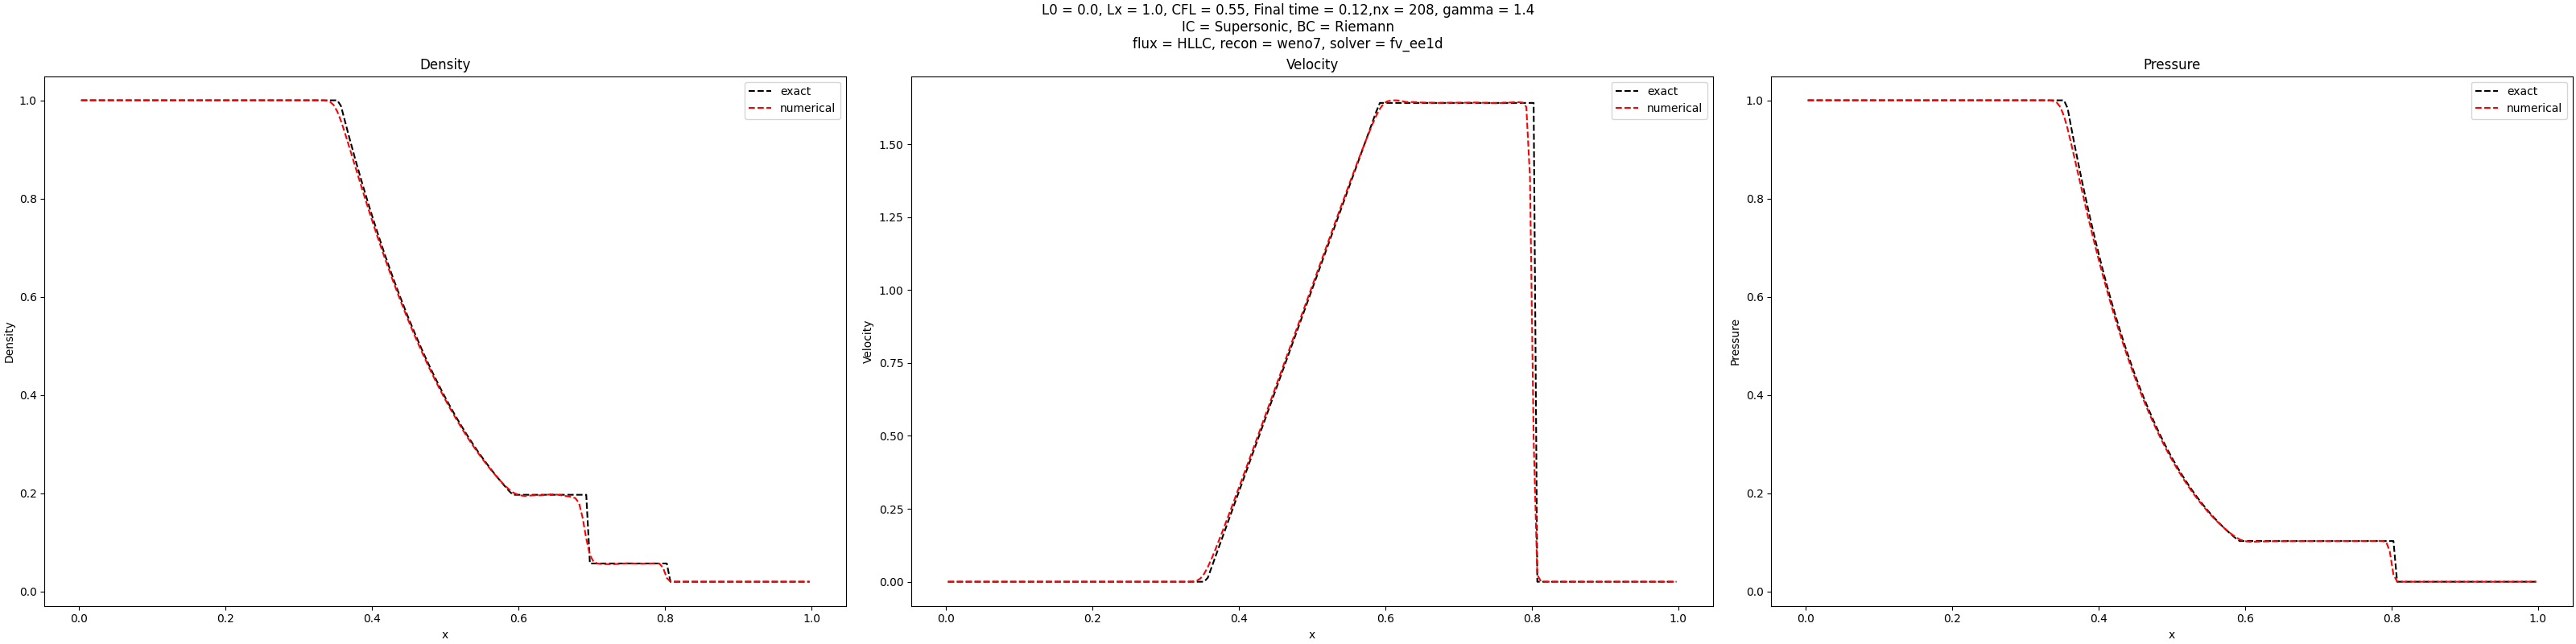 L0 = 0.0, Lx = 1.0, CFL = 0.55, Final time = 0.12,nx = 208, gamma = 1.4
IC = Supersonic, BC = Riemann
flux = HLLC, recon = weno7, solver = fv_ee1d
Density
exact
numerical
1.0
0.8
0.6
0.4
0.2
0.0
Density
0.0 0.2 0.4 0.6 0.8 1.0
x
Velocity
exact
numerical
1.50
1.25
1.00
0.75
0.50
0.25
0.00
Velocity
0.0 0.2 0.4 0.6 0.8 1.0
x
Pressure
exact
numerical
1.0
0.8
0.6
0.4
0.2
0.0
Pressure
0.0 0.2 0.4 0.6 0.8 1.0
x